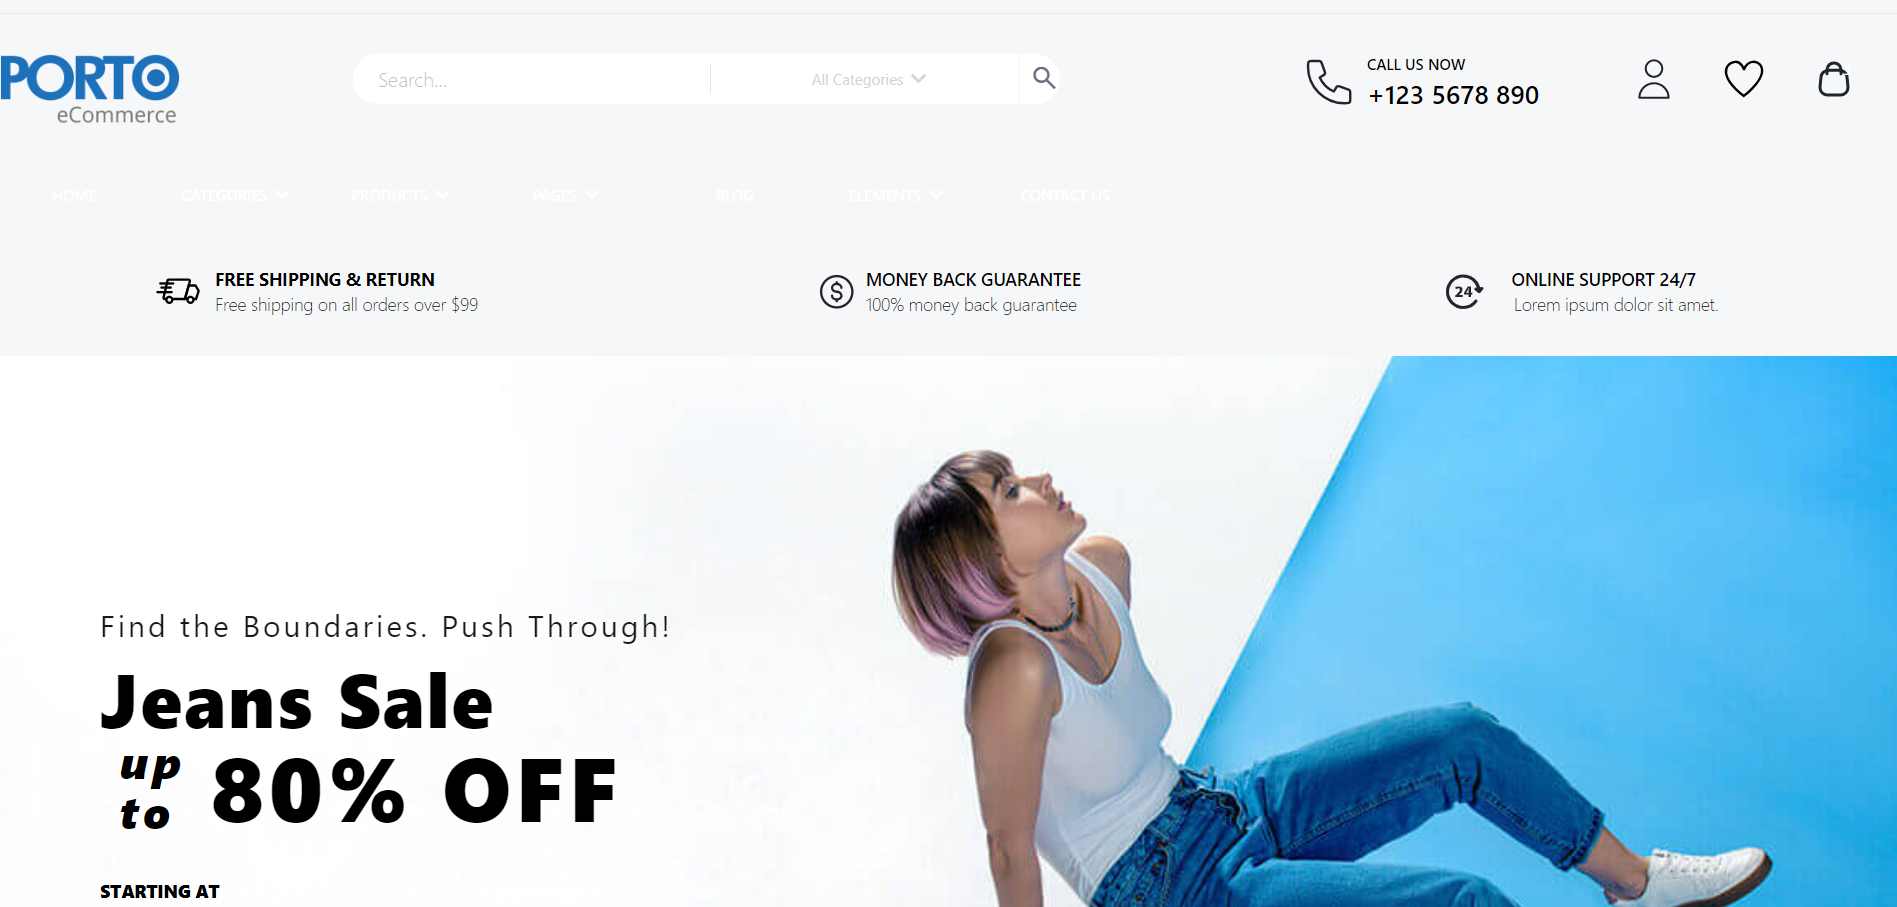 PORTO
eCommerce
Search...
All Categories
CALL US NOW
+123 5678 890
HOME CATEGORIES PRODUCTS PAGES BLOG ELEMENTS CONTACT US
FREE SHIPPING & RETURN
Free shipping on all orders over $99
$
MONEY BACK GUARANTEE
100% money back guarantee
24
ONLINE SUPPORT 24/7
Lorem ipsum dolor sit amet.
Find the Boundaries. Push Through!
Jeans Sale
up to 80% OFF
STARTING AT